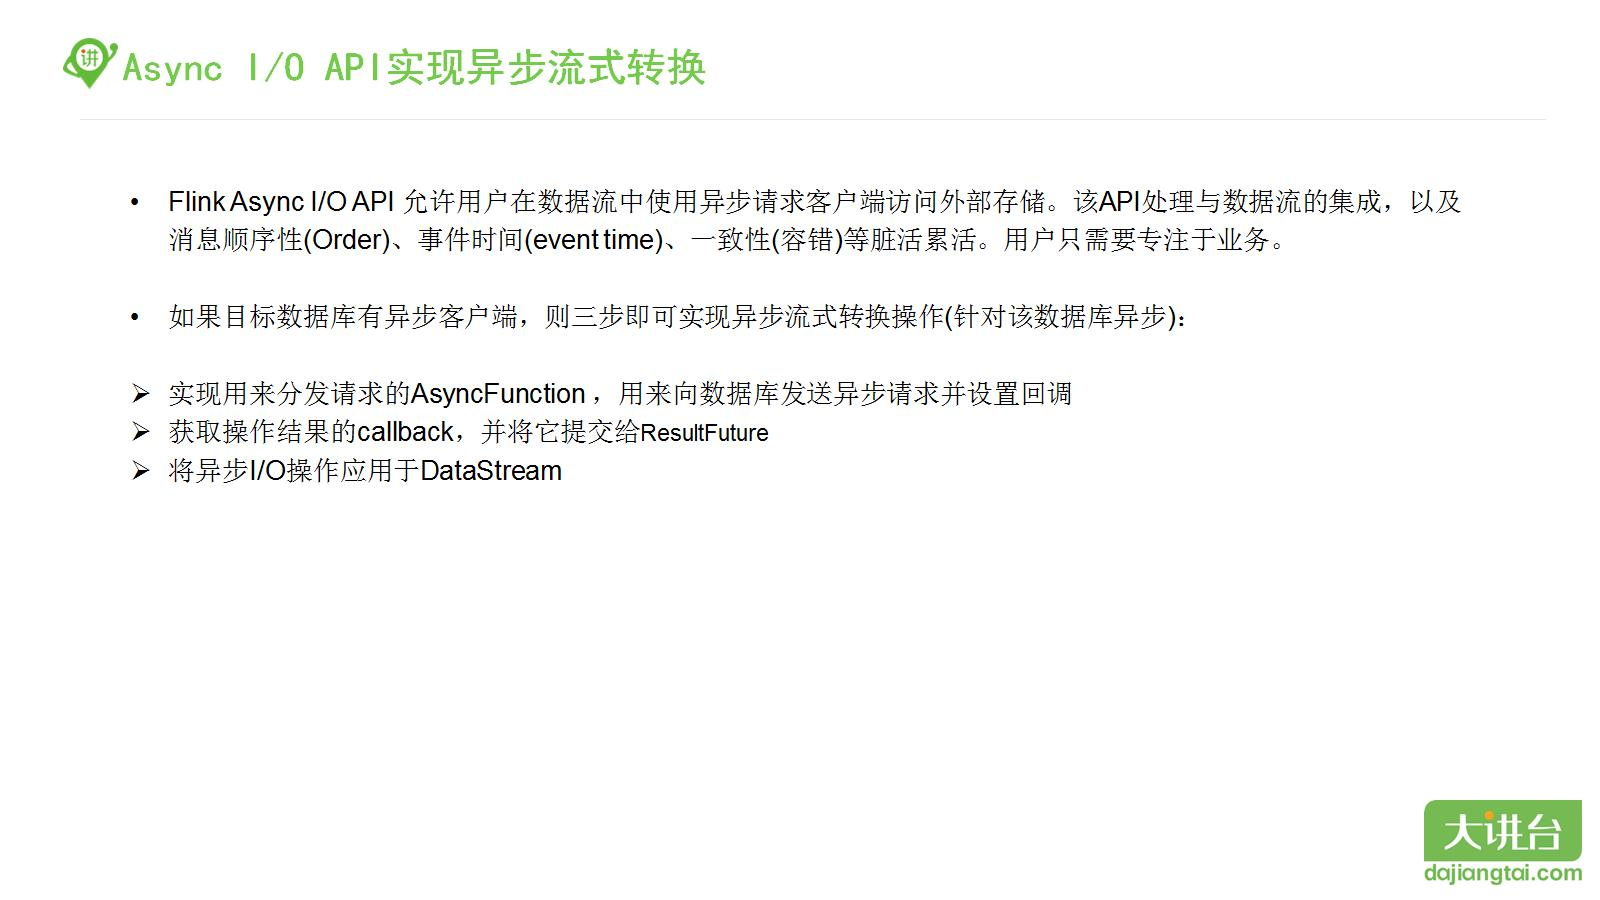 讲
Async I/O API实现异步流式转换
• Flink Async I/O API 允许用户在数据流中使用异步请求客户端访问外部存储。该API处理与数据流的集成，以及
消息顺序性(Order)、事件时间(event time)、一致性(容错)等脏活累活。用户只需要专注于业务。
• 如果目标数据库有异步客户端，则三步即可实现异步流式转换操作(针对该数据库异步)：
➢ 实现用来分发请求的AsyncFunction ，用来向数据库发送异步请求并设置回调
➢ 获取操作结果的callback，并将它提交给ResultFuture
➢ 将异步I/O操作应用于DataStream
大讲台
dajiangtai.com